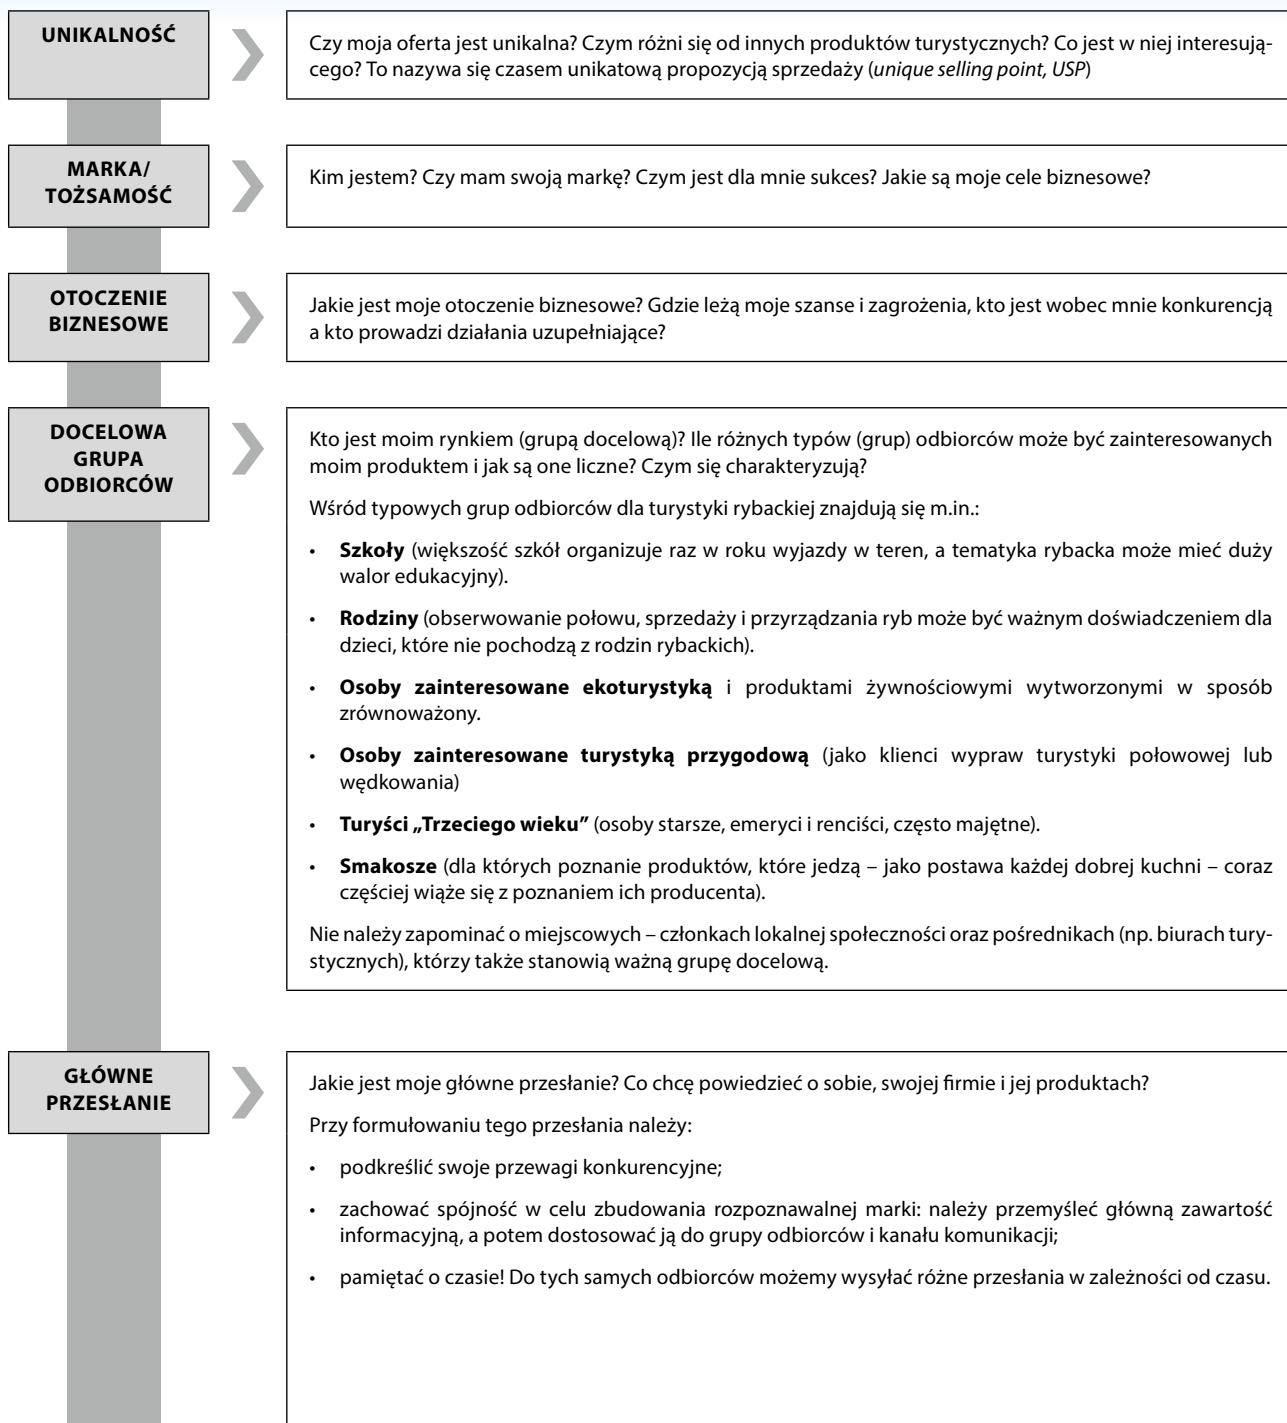 UNIKALNOŚĆ
Czy moja oferta jest unikalna? Czym różni się od innych produktów turystycznych? Co jest w niej interesują-
cego? To nazywa się czasem unikatową propozycją sprzedaży (unique selling point, USP)
MARKA/
TOŻSAMOŚĆ
Kim jestem? Czy mam swoją markę? Czym jest dla mnie sukces? Jakie są moje cele biznesowe?
OTOCZENIE
BIZNESOWE
Jakie jest moje otoczenie biznesowe? Gdzie leżą moje szanse i zagrożenia, kto jest wobec mnie konkurencją
a kto prowadzi działania uzupełniające?
DOCELOWA
GRUPA
ODBIORCÓW
Kto jest moim rynkiem (grupą docelową)? Ile różnych typów (grup) odbiorców może być zainteresowanych
moim produktem i jak są one liczne? Czym się charakteryzują?
Wśród typowych grup odbiorców dla turystyki rybackiej znajdują się m.in.:
• Szkoły (większość szkół organizuje raz w roku wyjazdy w teren, a tematyka rybacka może mieć duży
walor edukacyjny).
• Rodziny (obserwowanie połowu, sprzedaży i przyrządzania ryb może być ważnym doświadczeniem dla
dzieci, które nie pochodzą z rodzin rybackich).
• Osoby zainteresowane ekoturystyką i produktami żywnościowymi wytworzonymi w sposób
zrównoważony.
• Osoby zainteresowane turystyką przygodową (jako klienci wypraw turystyki połowowej lub
wędkowania)
• Turyści „Trzeciego wieku” (osoby starsze, emeryci i renciści, często majętne).
• Smakosze (dla których poznanie produktów, które jedzą – jako postawa każdej dobrej kuchni – coraz
częściej wiąże się z poznaniem ich producenta).
Nie należy zapominać o miejscowych – członkach lokalnej społeczności oraz pośrednikach (np. biurach tury-
stycznych), którzy także stanowią ważną grupę docelową.
GŁÓWNE
PRZESŁANIE
Jakie jest moje główne przesłanie? Co chcę powiedzieć o sobie, swojej firmie i jej produktach?
Przy formułowaniu tego przesłania należy:
• podkreślić swoje przewagi konkurencyjne;
• zachować spójność w celu zbudowania rozpoznawalnej marki: należy przemyśleć główną zawartość
informacyjną, a potem dostosować ją do grupy odbiorców i kanału komunikacji;
• pamiętać o czasie! Do tych samych odbiorców możemy wysyłać różne przesłania w zależności od czasu.